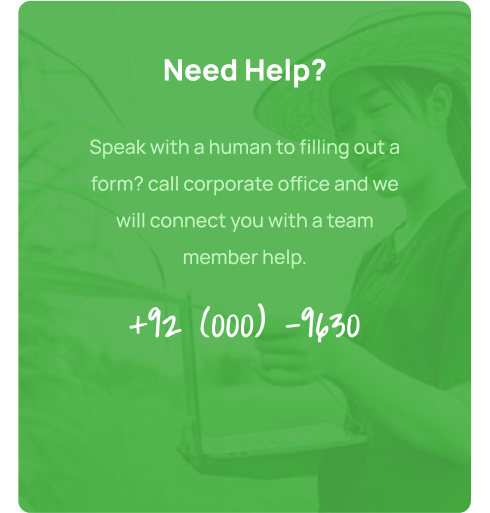 Need Help?
Speak with a human to filling out a
form? call corporate office and we
will connect you with a team
member help.
+92 (000) -9630